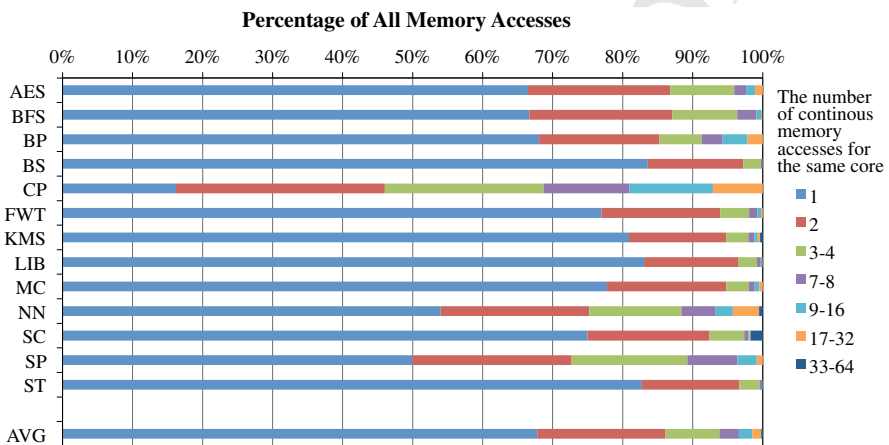 Percentage of All Memory Accesses
0% 10% 20% 30% 40% 50% 60% 70% 80% 90% 100%
AES
BFS
BP
BS
CP
FWT
KMS
LIB
MC
NN
SC
SP
ST
AVG
The number
of continous
memory
accesses for
the same core
1
2
3-4
7-8
9-16
17-32
33-64